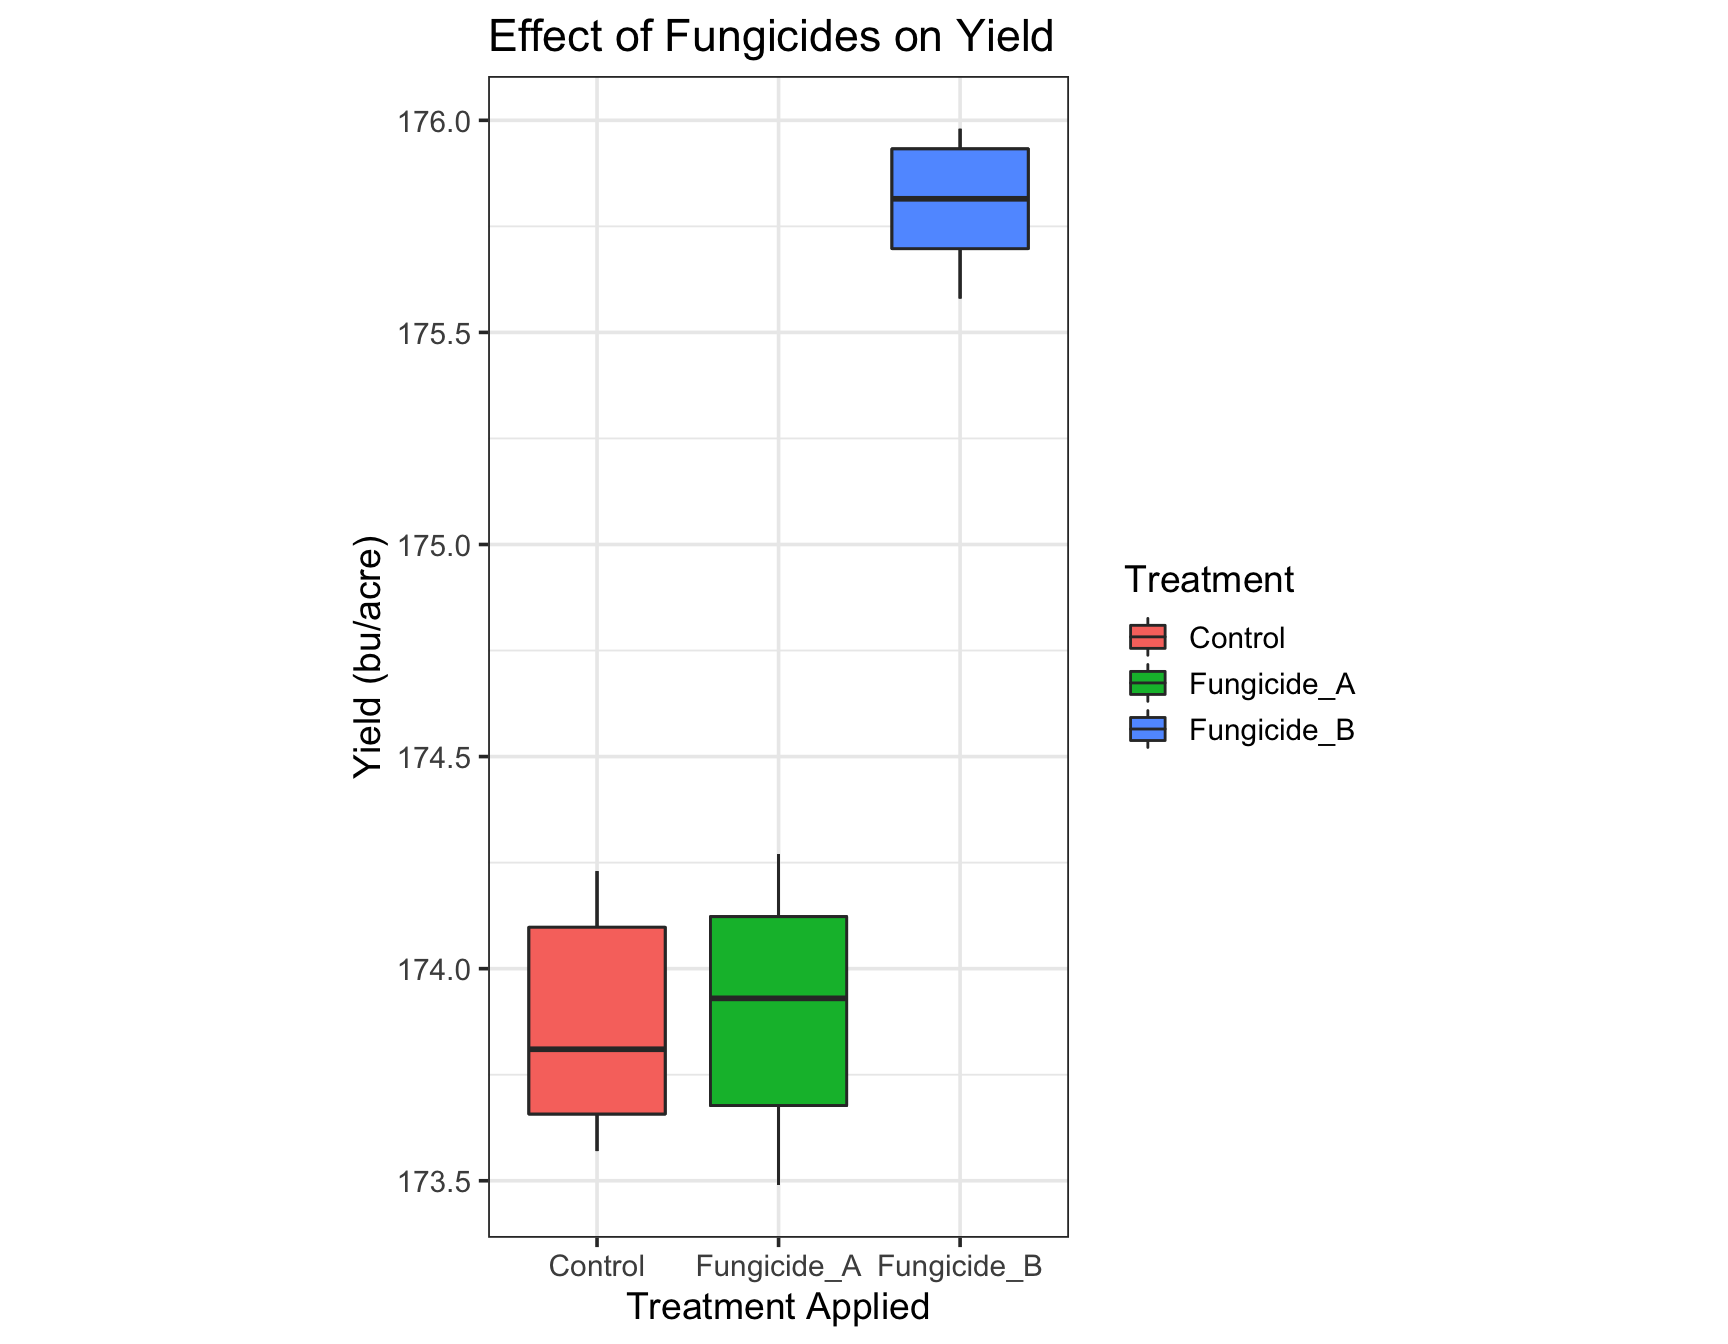 Effect of Fungicides on Yield
Yield (bu/acre)
176.0
175.5
175.0
174.5
174.0
173.5
Control
Fungicide_A
Fungicide_B
Treatment Applied
Treatment
Control
Fungicide_A
Fungicide_B